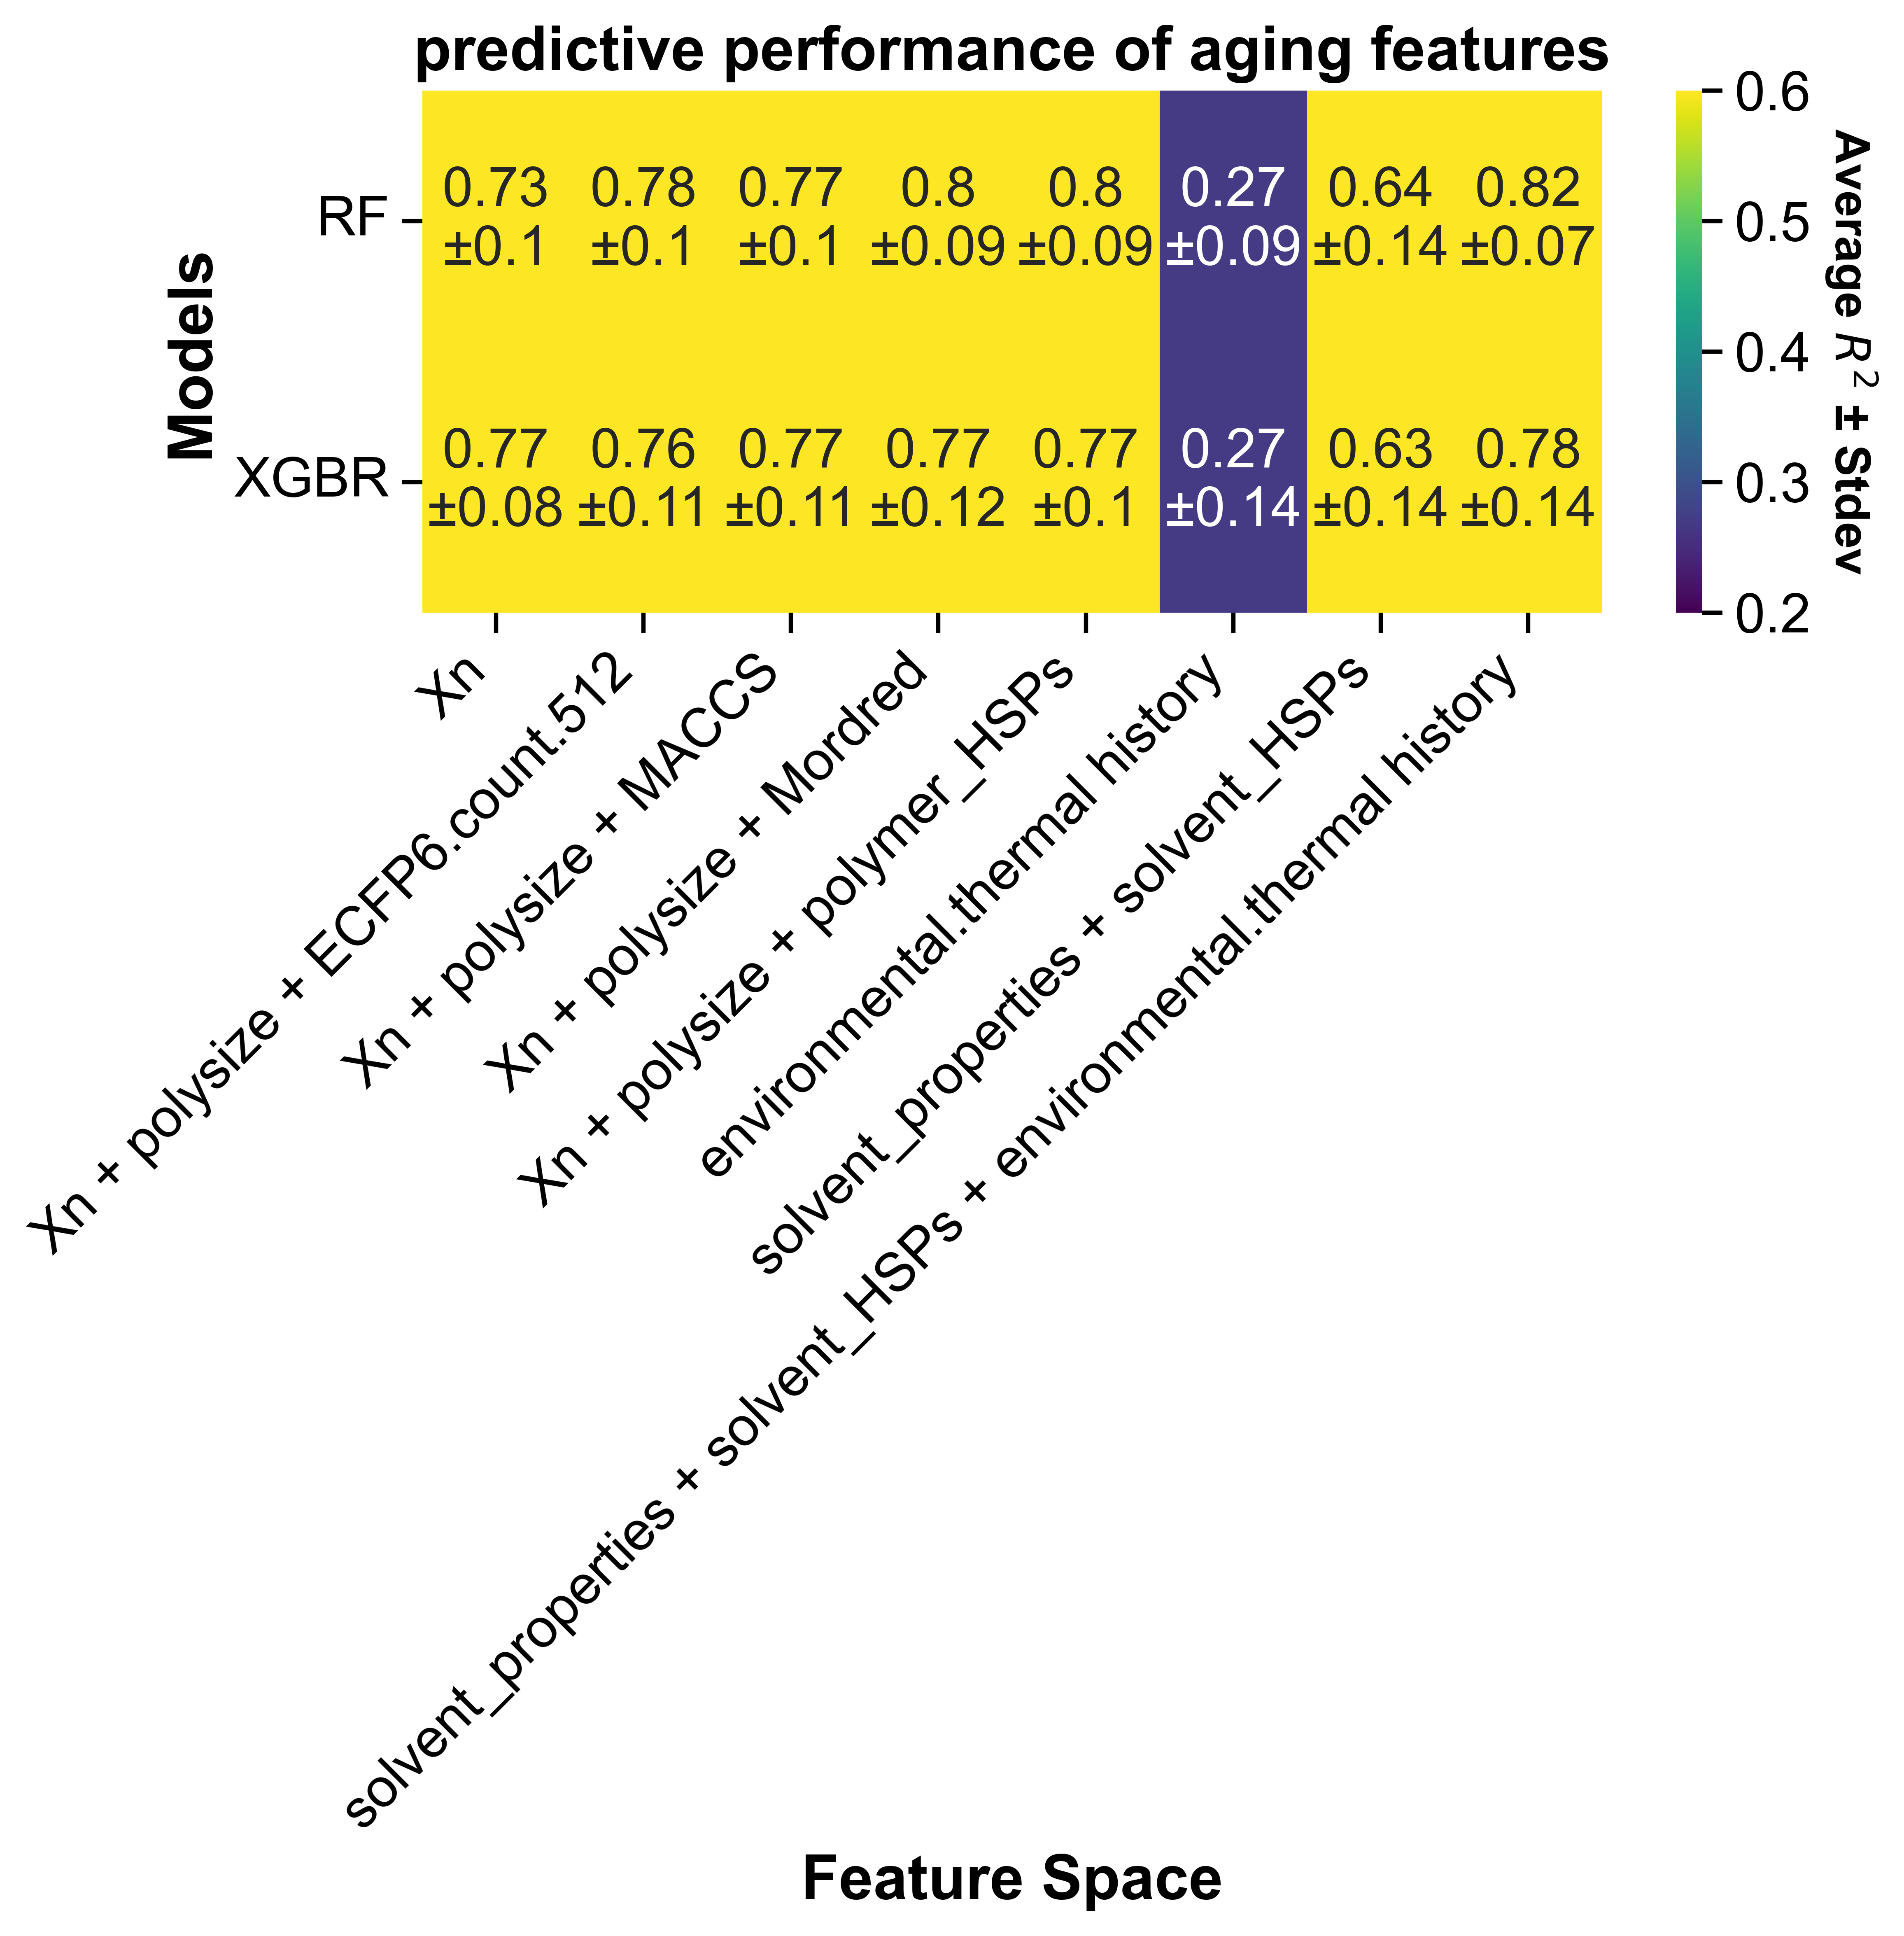 predictive performance of aging features
Models
RF
XGBR
0.73 0.78 0.77 0.8 0.8 0.27 0.64 0.82
±0.1 ±0.1 ±0.1 ±0.09 ±0.09 ±0.09 ±0.14 ±0.07
0.77 0.76 0.77 0.77 0.77 0.27 0.63 0.78
±0.08 ±0.11 ±0.11 ±0.12 ±0.1 ±0.14 ±0.14 ±0.14
Xn
Xn + polysize + ECFP6.count.512
Xn + polysize + MACCS
Xn + polysize + Mordred
Xn + polysize + polymer_HSPs
environmental.thermal history
solvent_properties + solvent_HSPs
solvent_properties + solvent_HSPs + environmental.thermal history
Feature Space
0.6
0.5
0.4
0.3
0.2
Average R² ± Stdev